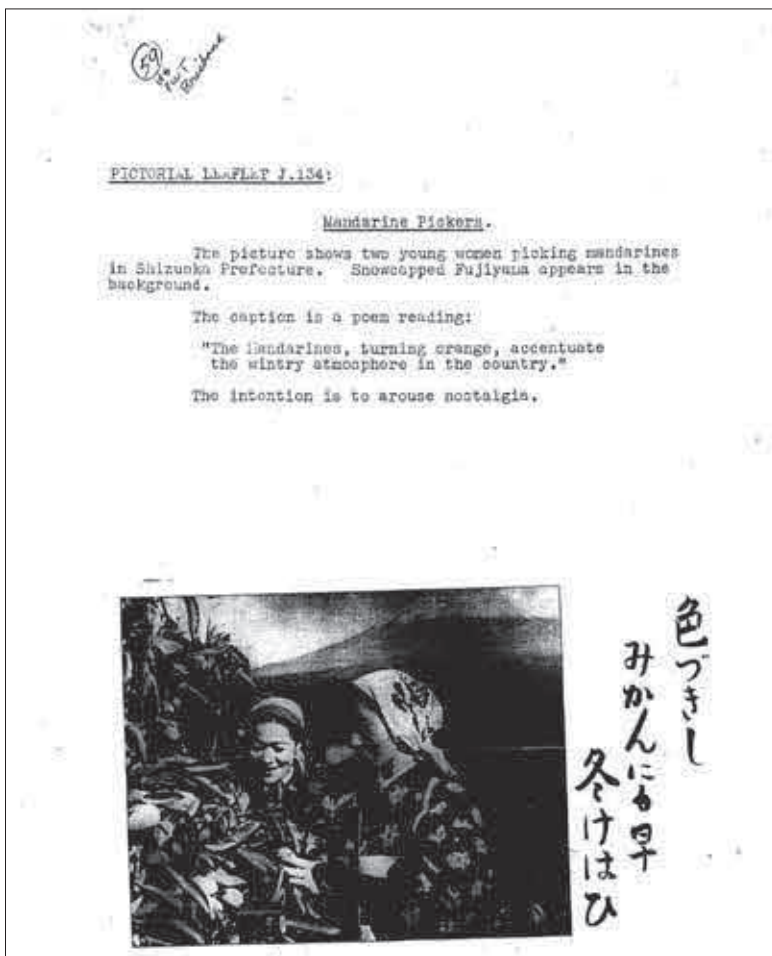 59
PICTORIAL LEAFLET J.134:
Mandarine Pickers.
The picture shows two young women picking mandarines
in Shizuoka Prefecture. Snowcapped Fujiyama appears in the
background.
The caption is a poem reading:
"The Mandarines, turning orange, accentuate
the wintry atmosphere in the country."
The intention is to arouse nostalgia.
色づきし
みかんにも早
冬けはひ